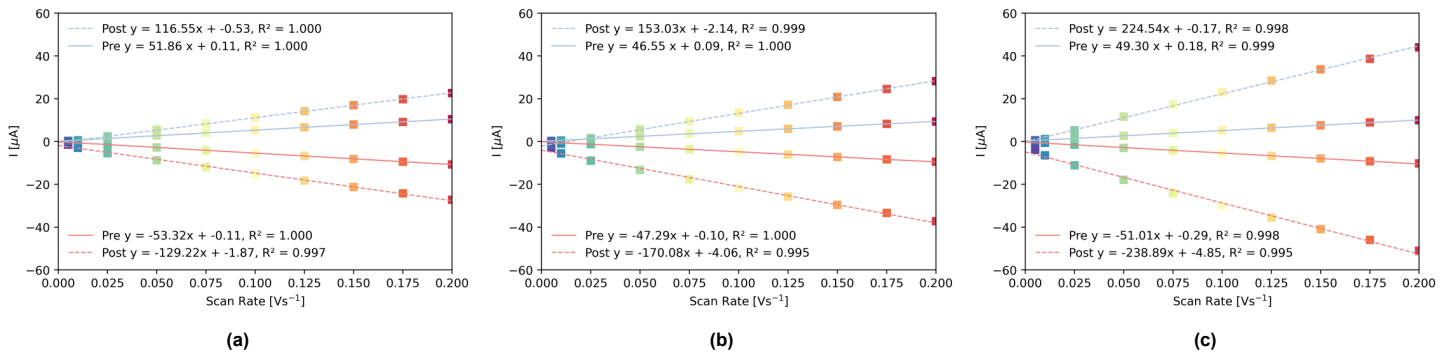 Post y = 116.55x + -0.53, R² = 1.000
Pre y = 51.86 x + 0.11, R² = 1.000
Pre y = -53.32x + -0.11, R² = 1.000
Post y = -129.22x + -1.87, R² = 0.997
60
40
20
0
−20
−40
−60
I [μA]
0.000 0.025 0.050 0.075 0.100 0.125 0.150 0.175 0.200
Scan Rate [Vs⁻¹]
(a)
Post y = 153.03x + -2.14, R² = 0.999
Pre y = 46.55 x + 0.09, R² = 1.000
Pre y = -47.29x + -0.10, R² = 1.000
Post y = -170.08x + -4.06, R² = 0.995
60
40
20
0
−20
−40
−60
I [μA]
0.000 0.025 0.050 0.075 0.100 0.125 0.150 0.175 0.200
Scan Rate [Vs⁻¹]
(b)
Post y = 224.54x + -0.17, R² = 0.998
Pre y = 49.30 x + 0.18, R² = 0.999
Pre y = -51.01x + -0.29, R² = 0.998
Post y = -238.89x + -4.85, R² = 0.995
60
40
20
0
−20
−40
−60
I [μA]
0.000 0.025 0.050 0.075 0.100 0.125 0.150 0.175 0.200
Scan Rate [Vs⁻¹]
(c)